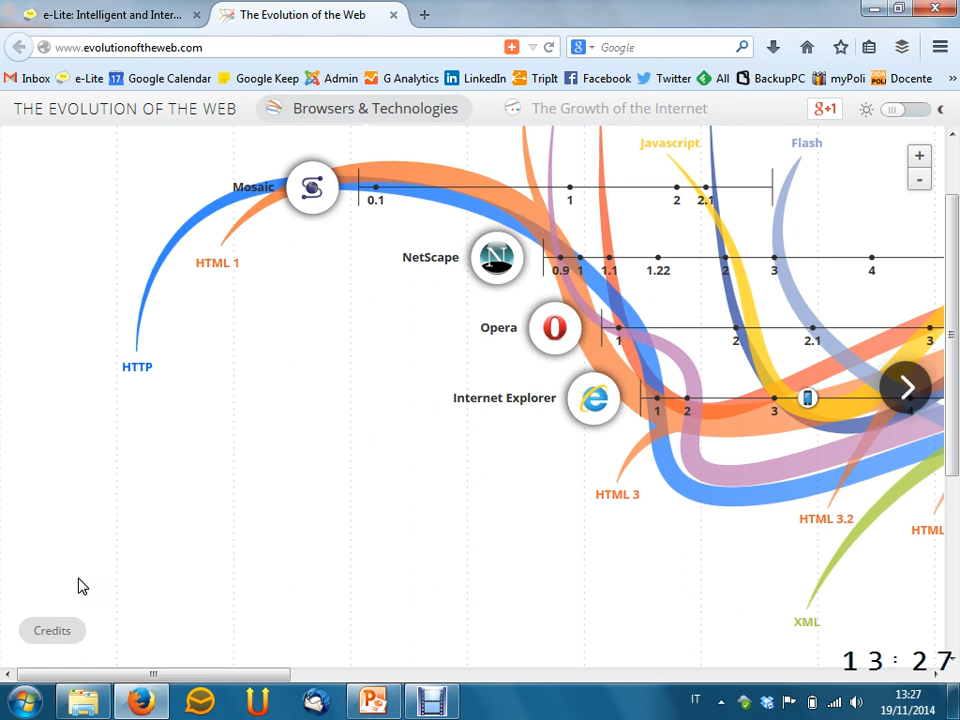 e-Lite: Intelligent and Inter...
The Evolution of the Web
www.evolutionoftheweb.com
Google
Inbox e-Lite Google Calendar Google Keep Admin G Analytics LinkedIn TripIt Facebook Twitter All BackupPC myPoli Docente »
THE EVOLUTION OF THE WEB Browsers & Technologies The Growth of the Internet g+1
Javascript Flash
+
-
Mosaic 0.1 1 2 2.1
HTML 1
NetScape 0.9 1 1.1 1.22 2 3 4
Opera 1 2 2.1 3
HTTP
Internet Explorer 1 2 3 4
HTML 3
HTML 3.2
HTML
XML
Credits
13:27
IT
13:27
19/11/2014